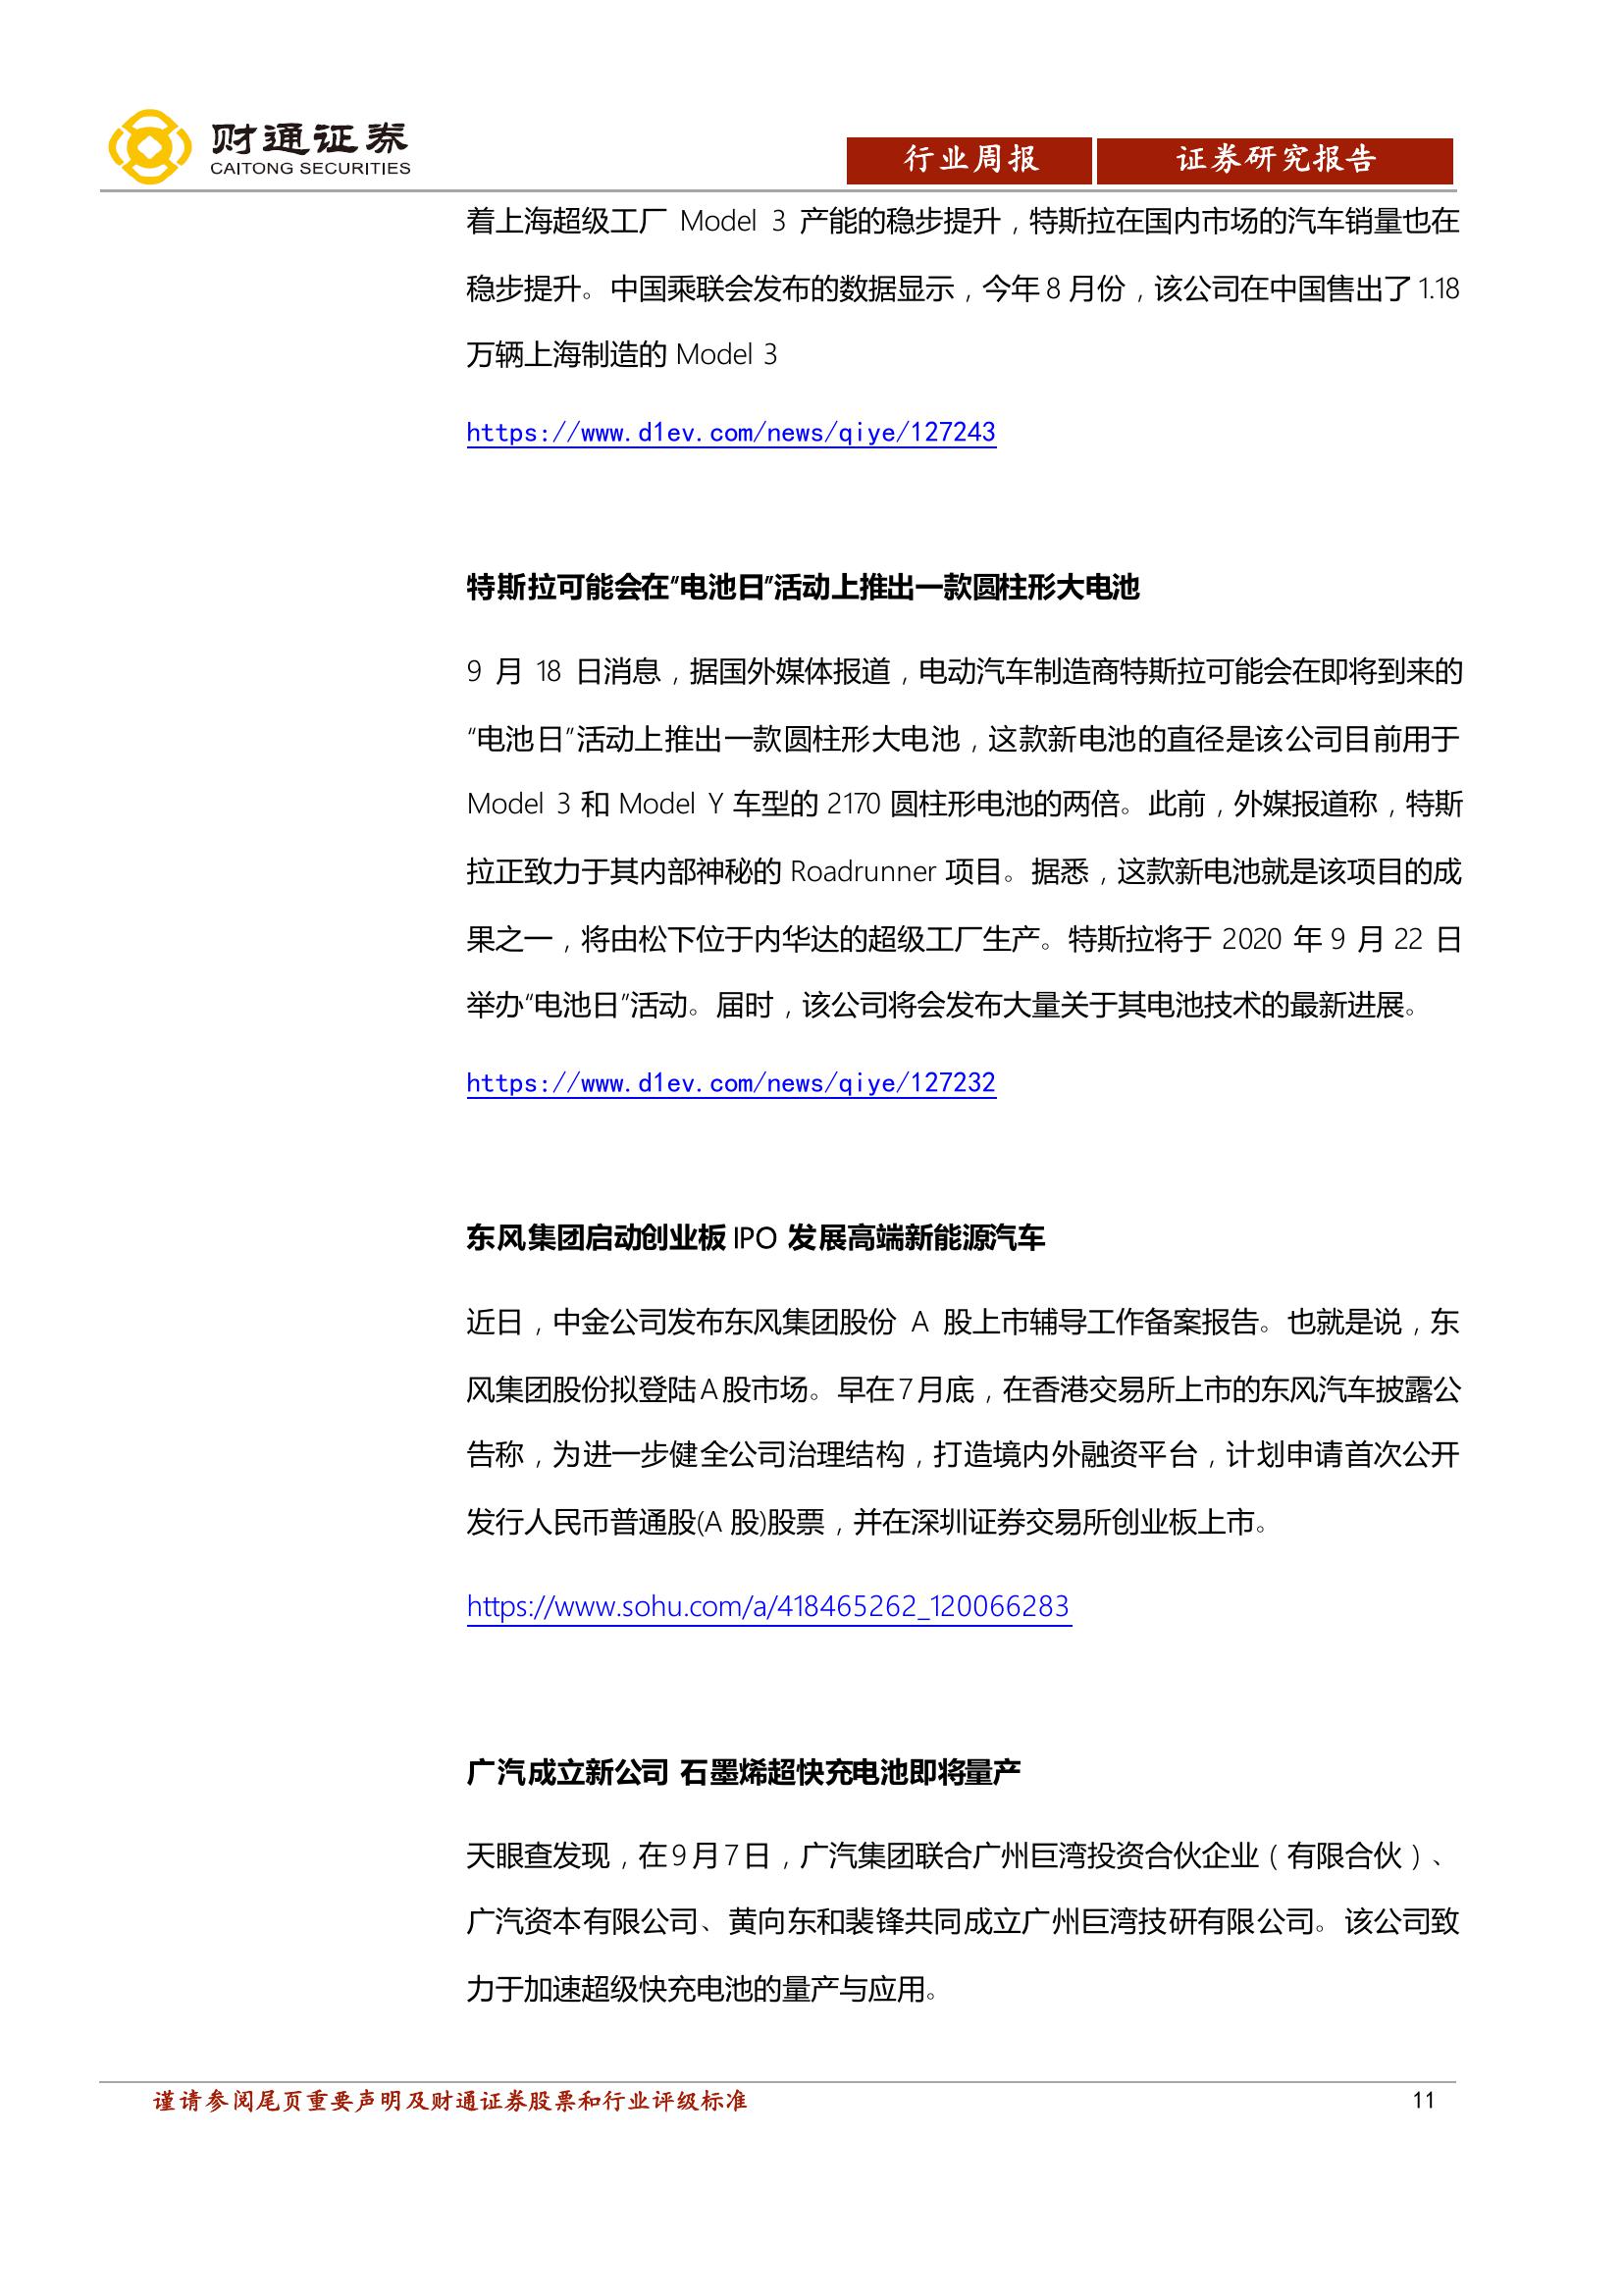 财通证券
CAITONG SECURITIES
行业周报
证券研究报告
着上海超级工厂 Model 3 产能的稳步提升，特斯拉在国内市场的汽车销量也在
稳步提升。中国乘联会发布的数据显示，今年 8 月份，该公司在中国售出了 1.18
万辆上海制造的 Model 3
https://www.d1ev.com/news/qiye/127243
特斯拉可能会在“电池日”活动上推出一款圆柱形大电池
9 月 18 日消息，据国外媒体报道，电动汽车制造商特斯拉可能会在即将到来的
“电池日”活动上推出一款圆柱形大电池，这款新电池的直径是该公司目前用于
Model 3 和 Model Y 车型的 2170 圆柱形电池的两倍。此前，外媒报道称，特斯
拉正致力于其内部神秘的 Roadrunner 项目。据悉，这款新电池就是该项目的成
果之一，将由松下位于内华达的超级工厂生产。特斯拉将于 2020 年 9 月 22 日
举办“电池日”活动。届时，该公司将会发布大量关于其电池技术的最新进展。
https://www.d1ev.com/news/qiye/127232
东风集团启动创业板 IPO 发展高端新能源汽车
近日，中金公司发布东风集团股份 A 股上市辅导工作备案报告。也就是说，东
风集团股份拟登陆 A 股市场。早在 7 月底，在香港交易所上市的东风汽车披露公
告称，为进一步健全公司治理结构，打造境内外融资平台，计划申请首次公开
发行人民币普通股(A 股)股票，并在深圳证券交易所创业板上市。
https://www.sohu.com/a/418465262_120066283
广汽成立新公司 石墨烯超快充电池即将量产
天眼查发现，在 9 月 7 日，广汽集团联合广州巨湾投资合伙企业（有限合伙）、
广汽资本有限公司、黄向东和裴锋共同成立广州巨湾技研有限公司。该公司致
力于加速超级快充电池的量产与应用。
谨请参阅尾页重要声明及财通证券股票和行业评级标准
11